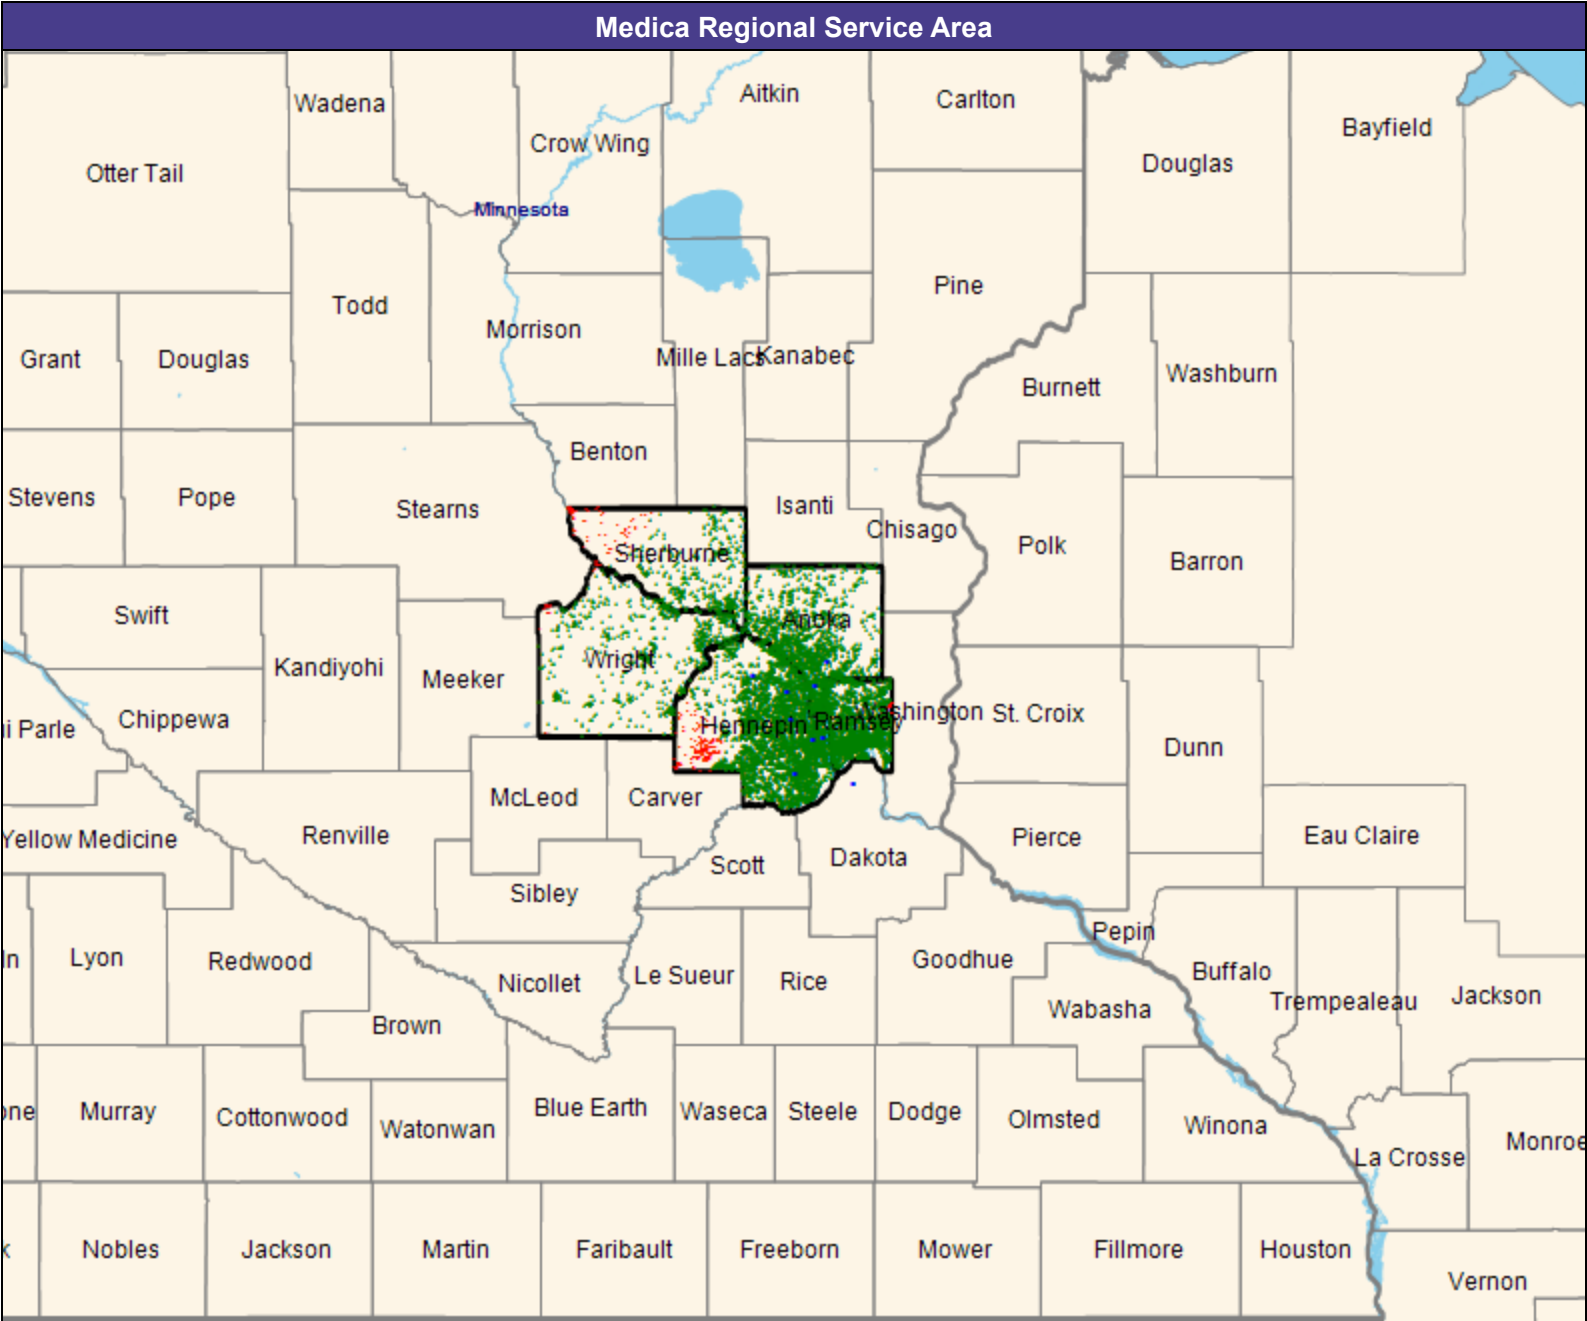 Medica Regional Service Area
Wadena
Aitkin
Carlton
Bayfield
Crow Wing
Otter Tail
Douglas
Minnesota
Pine
Todd
Morrison
Mille Lacs
Kanabec
Grant
Douglas
Burnett
Washburn
Benton
Stevens
Pope
Stearns
Isanti
Chisago
Polk
Barron
Sherburne
Swift
Anoka
Kandiyohi
Wright
Meeker
Chippewa
i Parle
Hennepin
Ramsey
Washington
St. Croix
Dunn
McLeod
Carver
Yellow Medicine
Renville
Pierce
Eau Claire
Scott
Dakota
Sibley
Pepin
ln
Lyon
Redwood
Nicollet
Le Sueur
Rice
Goodhue
Buffalo
Trempealeau
Jackson
Wabasha
Brown
one
Murray
Cottonwood
Watonwan
Blue Earth
Waseca
Steele
Dodge
Olmsted
Winona
La Crosse
Monroe
k
Nobles
Jackson
Martin
Faribault
Freeborn
Mower
Fillmore
Houston
Vernon